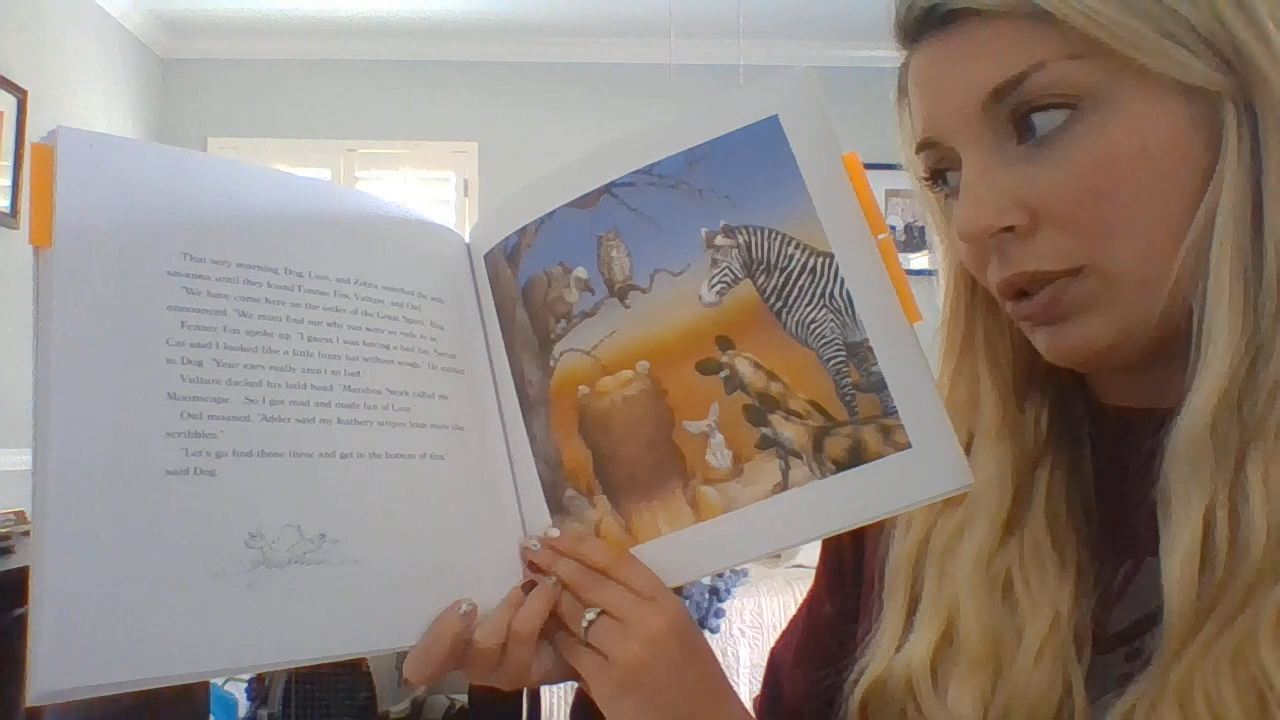 That very morning, Dog, Lion, and Zebra searched the
savanna until they found Fennec Fox, Vulture, and Owl.
"We have come here on the order of the Great Spirit, Lion
announced. "We must find out why you were so rude to us."
Fennec Fox spoke up. "I guess I was having a bad day.
Cat said I looked like a little fuzzy bat without wings." He
to Dog. "Your ears really aren't so bad."
Vulture ducked his bald head. "Marabou Stork called me
Moonscape. So I got mad and made fun of Lion."
Owl moaned, "Adder said my feathery stripes look more like
scribbles."
"Let's go find those three and get to the bottom of this,"
said Dog.